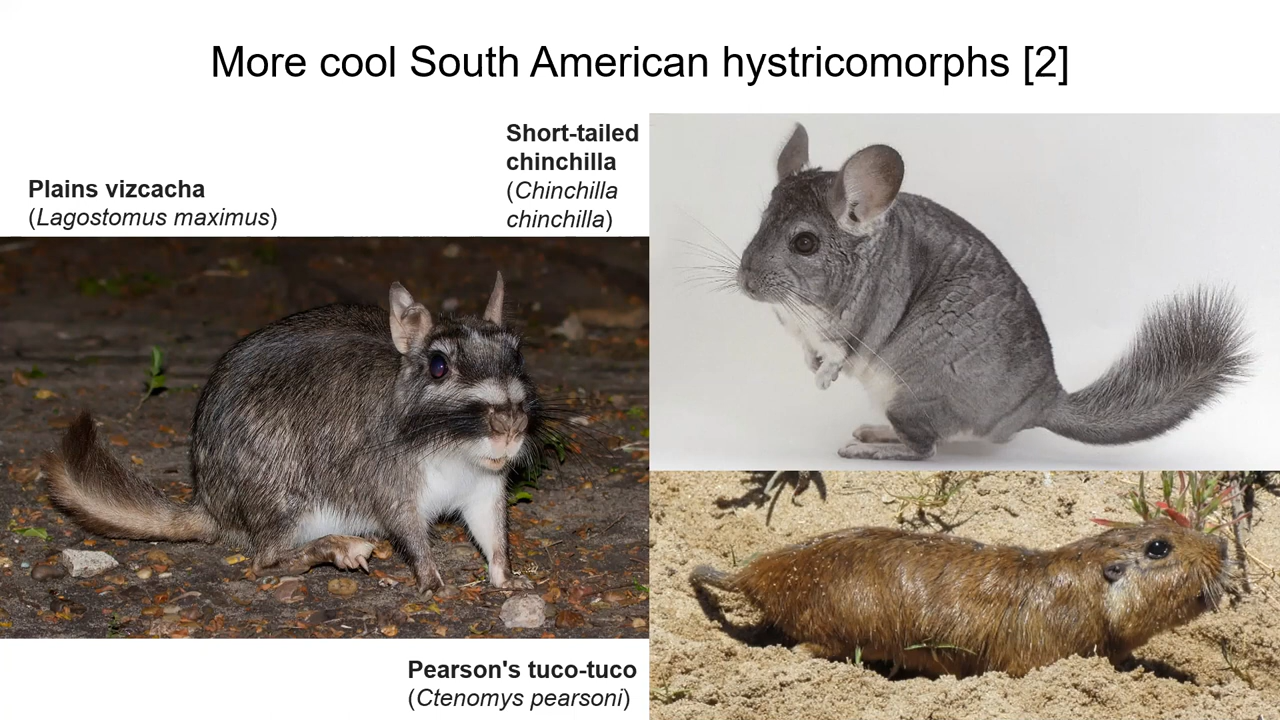 More cool South American hystricomorphs [2]
Plains vizcacha
(Lagostomus maximus)
Short-tailed
chinchilla
(Chinchilla
chinchilla)
Pearson's tuco-tuco
(Ctenomys pearsoni)